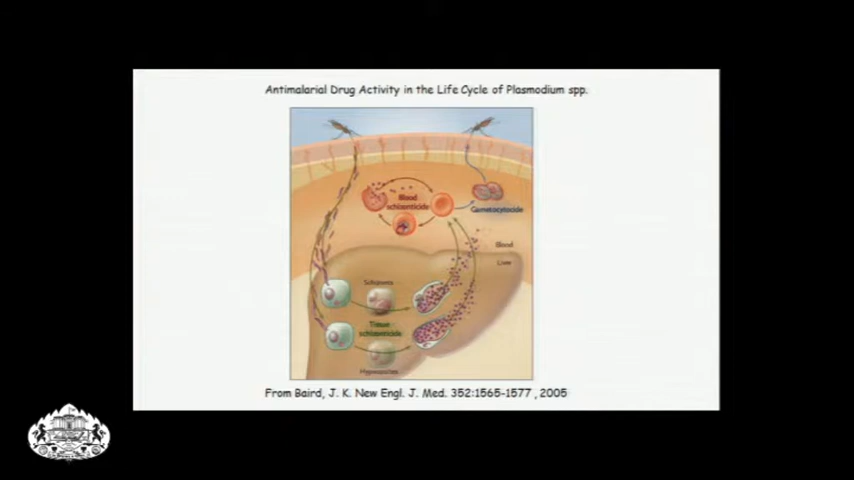 Antimalarial Drug Activity in the Life Cycle of Plasmodium spp.
Blood
schizonticide
Gametocytocide
Blood
Liver
Schizonts
Tissue
schizonticide
Hypnozoites
From Baird, J. K. New Engl. J. Med. 352:1565-1577 , 2005